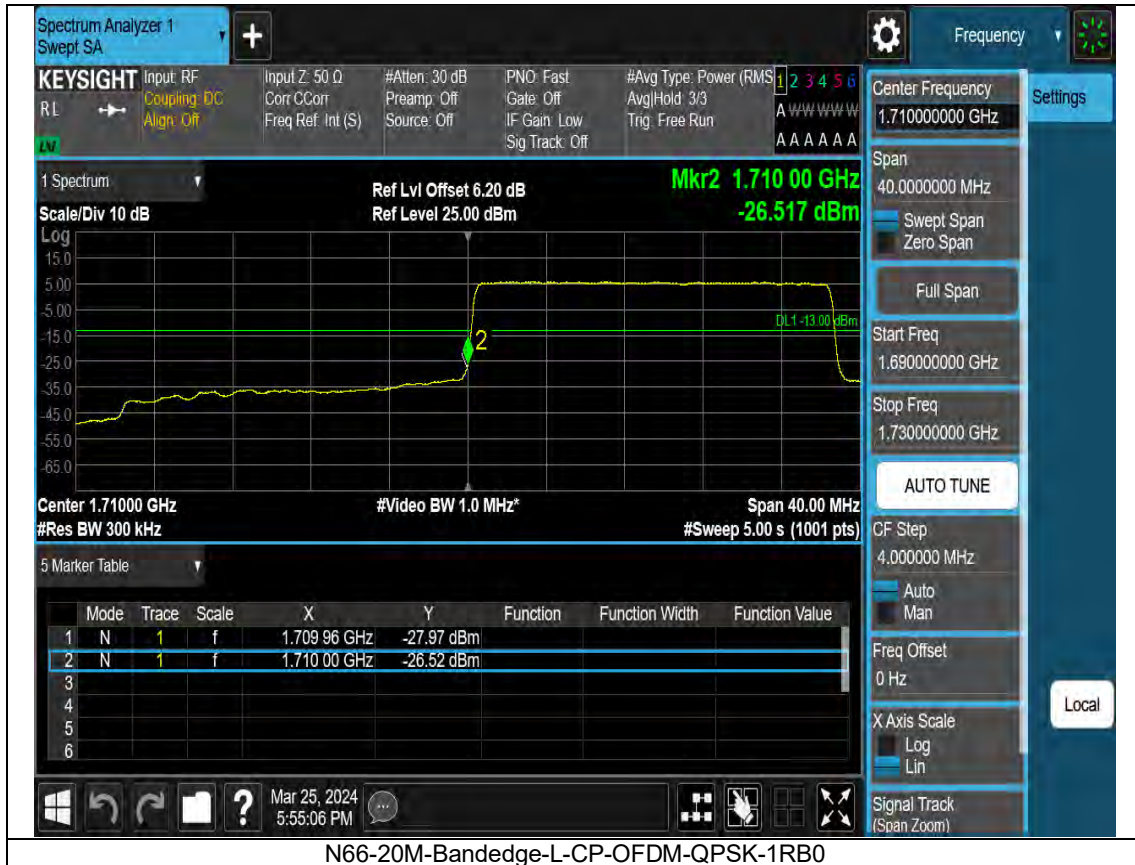 Spectrum Analyzer 1
Swept SA
+
Frequency
KEYSIGHT
RL
Input: RF
Coupling: DC
Align: Off
Input Z: 50 Ω
Corr CCorr
Freq Ref: Int (S)
#Atten: 30 dB
Preamp: Off
Source: Off
PNO: Fast
Gate: Off
IF Gain: Low
Sig Track: Off
#Avg Type: Power (RMS
Avg|Hold: 3/3
Trig: Free Run
1 2 3 4 5 6
A W W W W W
A A A A A A
1 Spectrum
Scale/Div 10 dB
Ref Lvl Offset 6.20 dB
Ref Level 25.00 dBm
Mkr2 1.710 00 GHz
-26.517 dBm
Log
15.0
5.00
-5.00
-15.0
-25.0
-35.0
-45.0
-55.0
-65.0
DL1 -13.00 dBm
2
Center 1.71000 GHz
#Video BW 1.0 MHz*
Span 40.00 MHz
#Res BW 300 kHz
#Sweep 5.00 s (1001 pts)
5 Marker Table
Mode Trace Scale X Y Function Function Width Function Value
1 N 1 f 1.709 96 GHz -27.97 dBm
2 N 1 f 1.710 00 GHz -26.52 dBm
3
4
5
6
Center Frequency
1.710000000 GHz
Settings
Span
40.0000000 MHz
Swept Span
Zero Span
Full Span
Start Freq
1.690000000 GHz
Stop Freq
1.730000000 GHz
AUTO TUNE
CF Step
4.000000 MHz
Auto
Man
Freq Offset
0 Hz
X Axis Scale
Log
Lin
Local
Signal Track
(Span Zoom)
?
Mar 25, 2024
5:55:06 PM
N66-20M-Bandedge-L-CP-OFDM-QPSK-1RB0